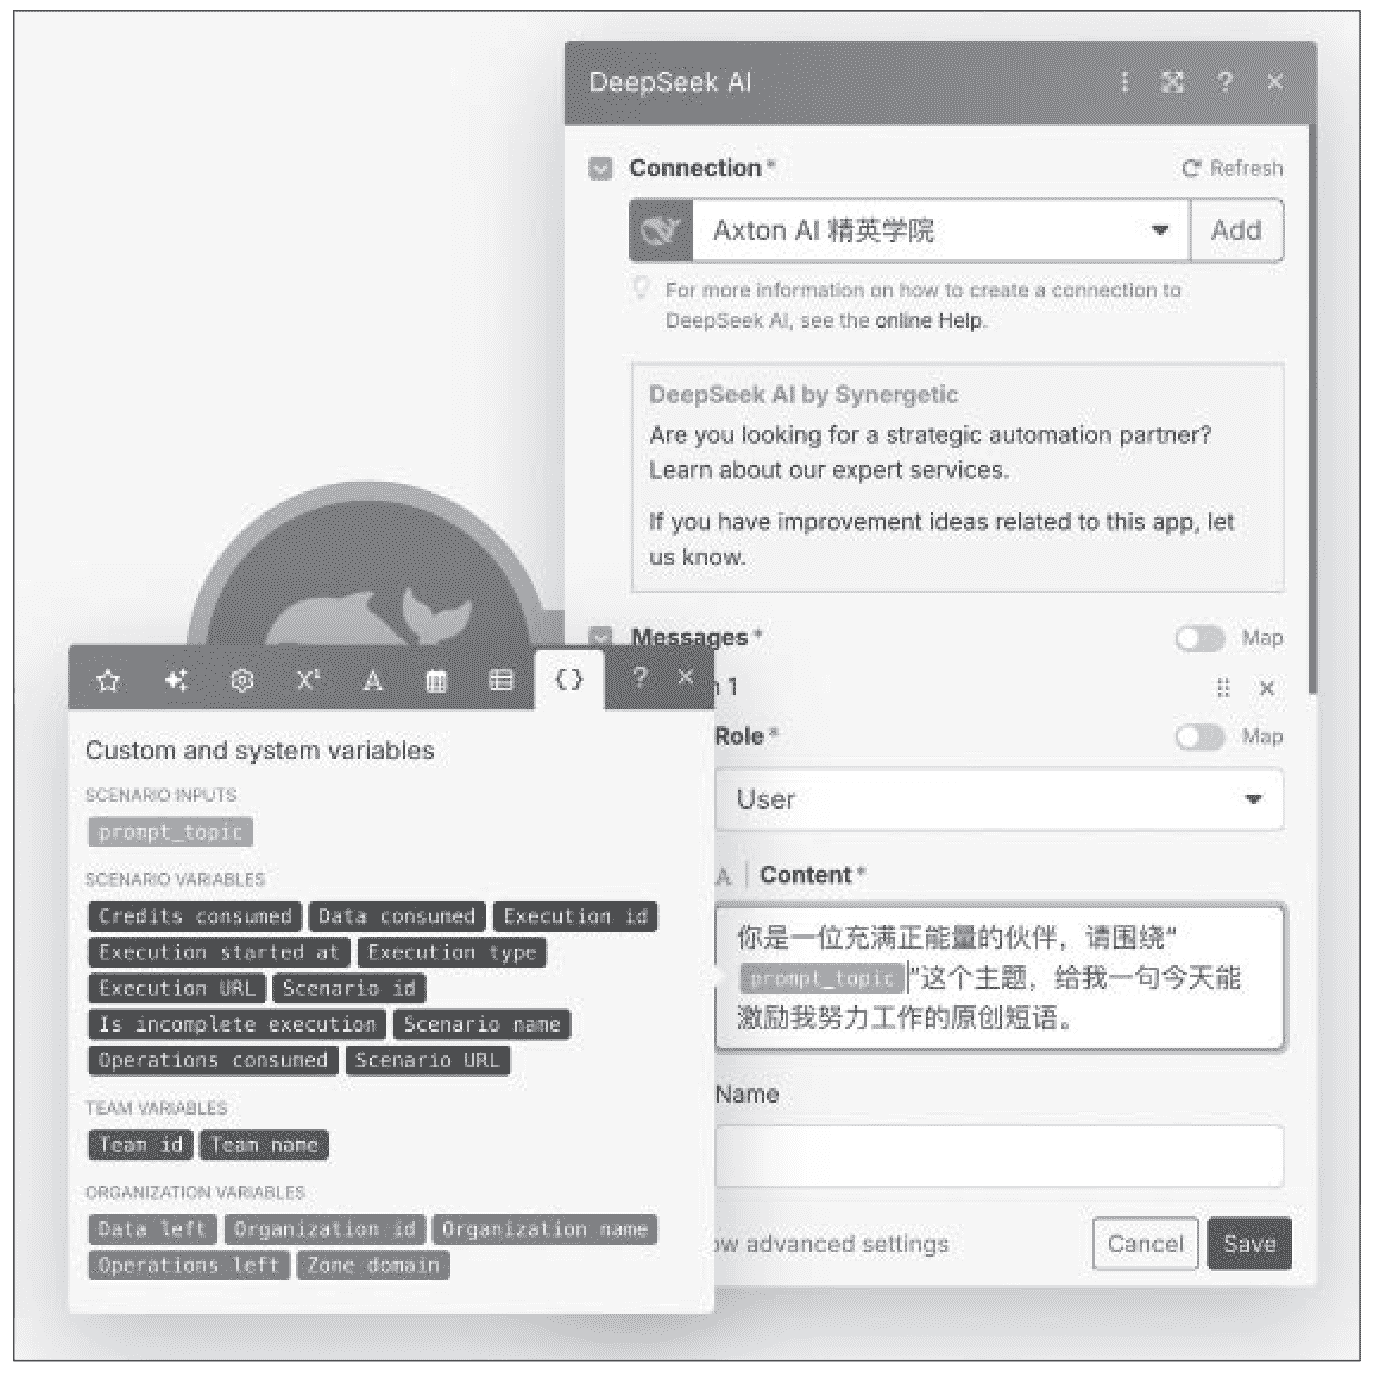 DeepSeek AI
Connection *
Refresh
Axton AI 精英学院
Add
For more information on how to create a connection to
DeepSeek AI, see the online Help.
DeepSeek AI by Synergetic
Are you looking for a strategic automation partner?
Learn about our expert services.
If you have improvement ideas related to this app, let
us know.
Messages *
Map
n 1
Role *
Map
User
A | Content *
你是一位充满正能量的伙伴，请围绕“
prompt_topic”这个主题，给我一句今天能
激励我努力工作的原创短语。
Name
ow advanced settings
Cancel
Save
Custom and system variables
SCENARIO INPUTS
prompt_topic
SCENARIO VARIABLES
Credits consumed Data consumed Execution id
Execution started at Execution type
Execution URL Scenario id
Is incomplete execution Scenario name
Operations consumed Scenario URL
TEAM VARIABLES
Team id Team name
ORGANIZATION VARIABLES
Data left Organization id Organization name
Operations left Zone domain